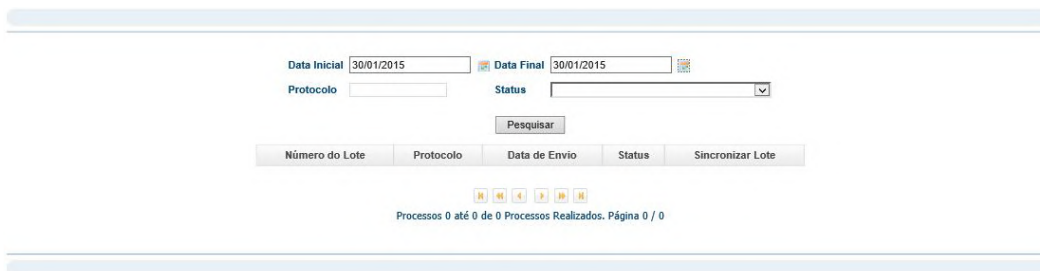 Data Inicial 30/01/2015 Data Final 30/01/2015
Protocolo Status
Pesquisar
Número do Lote Protocolo Data de Envio Status Sincronizar Lote
Processos 0 até 0 de 0 Processos Realizados. Página 0 / 0